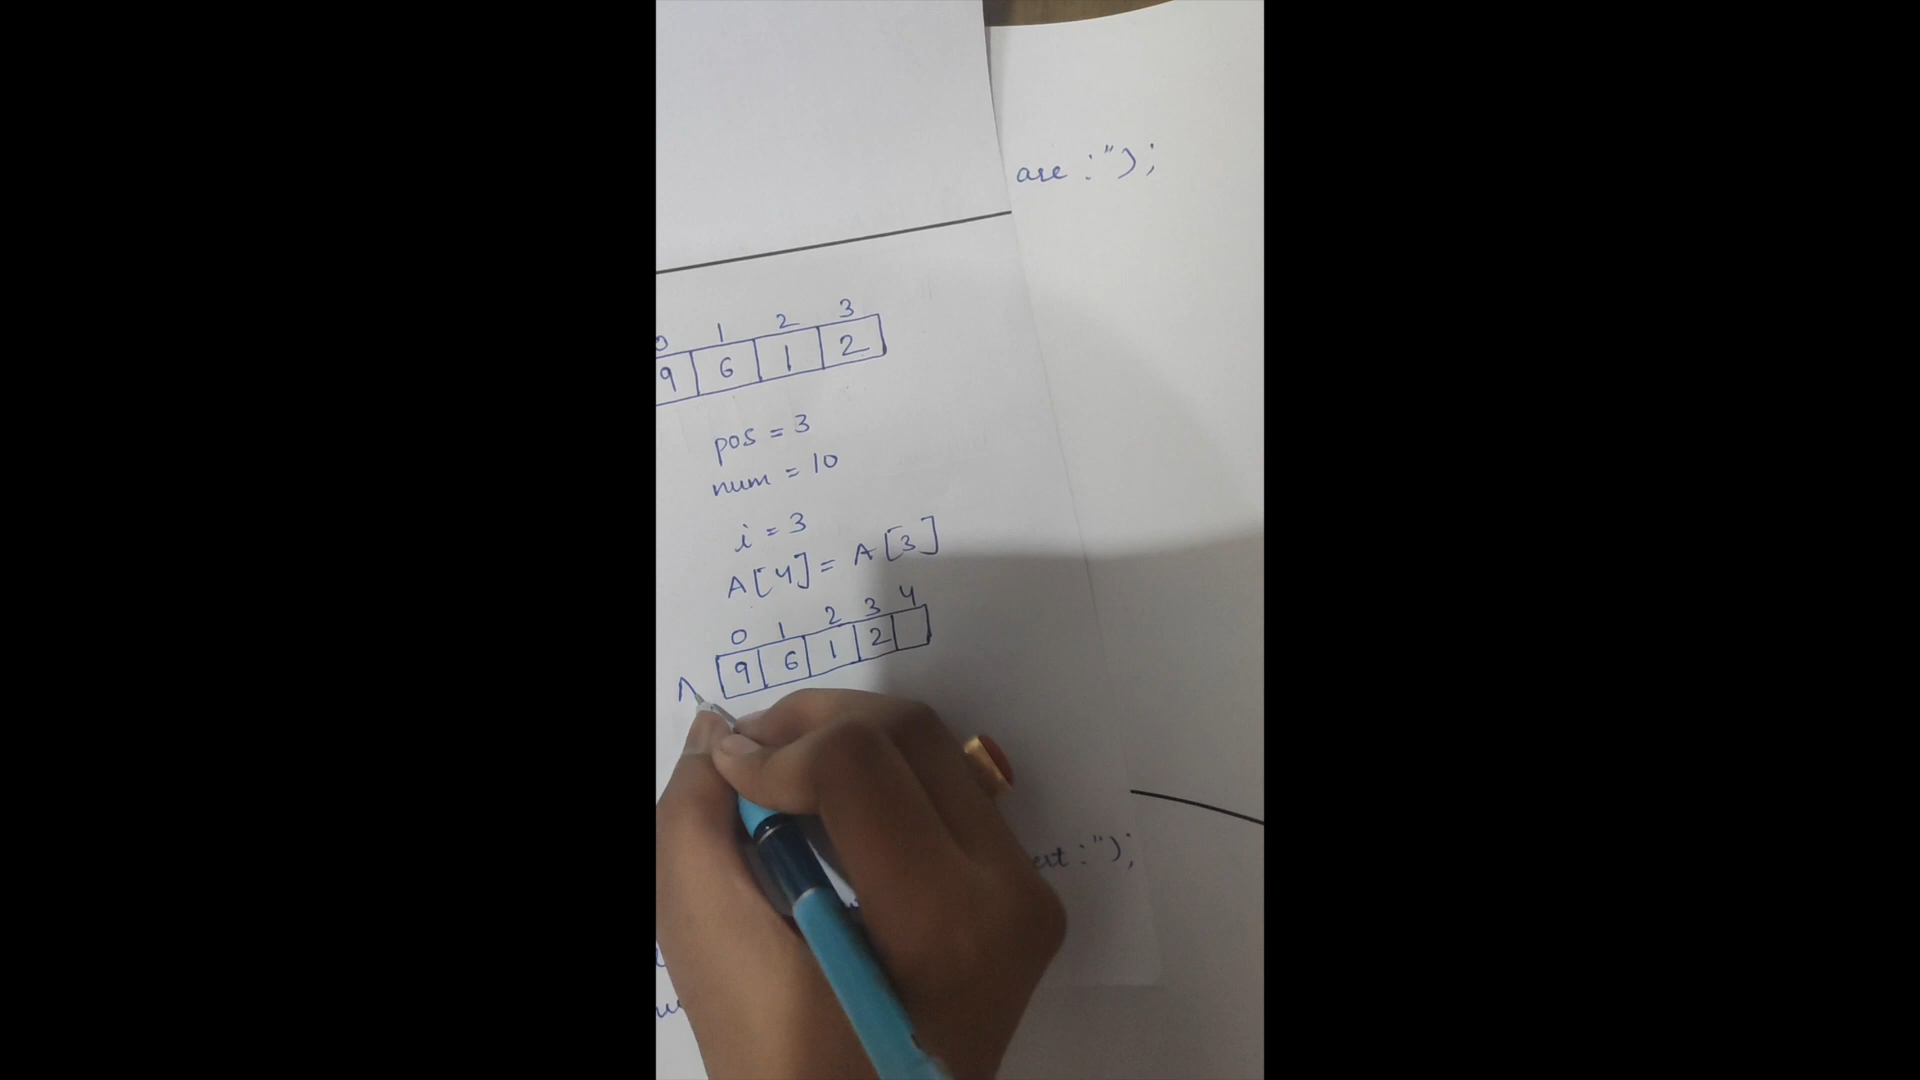 are :");
0 1 2 3
9 6 1 2
pos = 3
num = 10
i = 3
A[4] = A[3]
0 1 2 3 4
9 6 1 2
:");